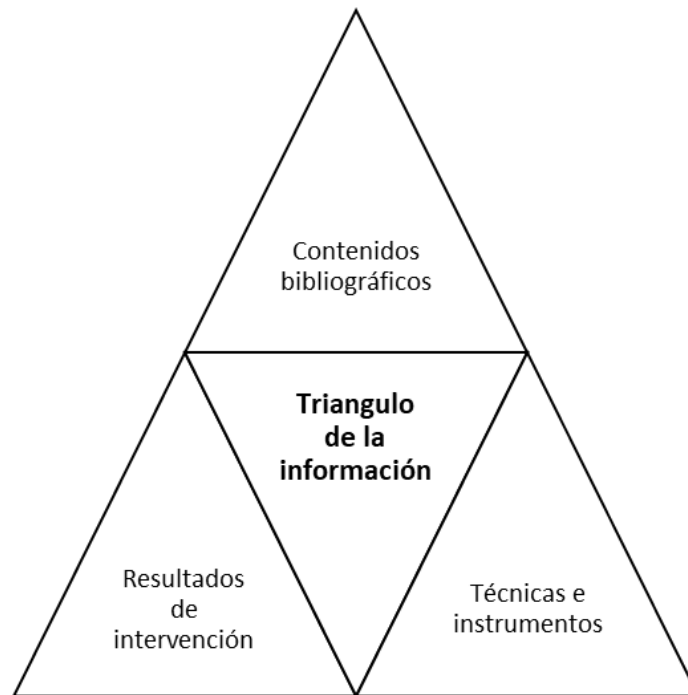 Contenidos
bibliográficos
Triangulo
de la
información
Resultados
de
intervención
Técnicas e
instrumentos